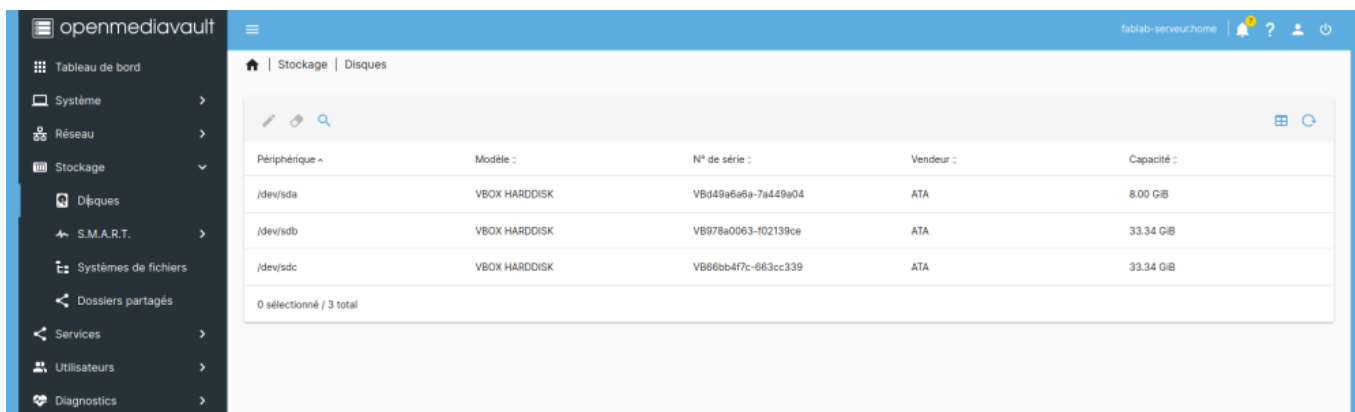 openmediavault
fablab-serveur.home | 7 ?
Tableau de bord
| Stockage | Disques
Système
Réseau
Périphérique Modèle N° de série Vendeur Capacité
Stockage
/dev/sda VBOX HARDDISK VBd49a6a6a-7a449a04 ATA 8.00 GiB
Disques
/dev/sdb VBOX HARDDISK VB978a0063-f02139ce ATA 33.34 GiB
S.M.A.R.T.
/dev/sdc VBOX HARDDISK VB66bb4f7c-663cc339 ATA 33.34 GiB
Systèmes de fichiers
Dossiers partagés
0 sélectionné / 3 total
Services
Utilisateurs
Diagnostics